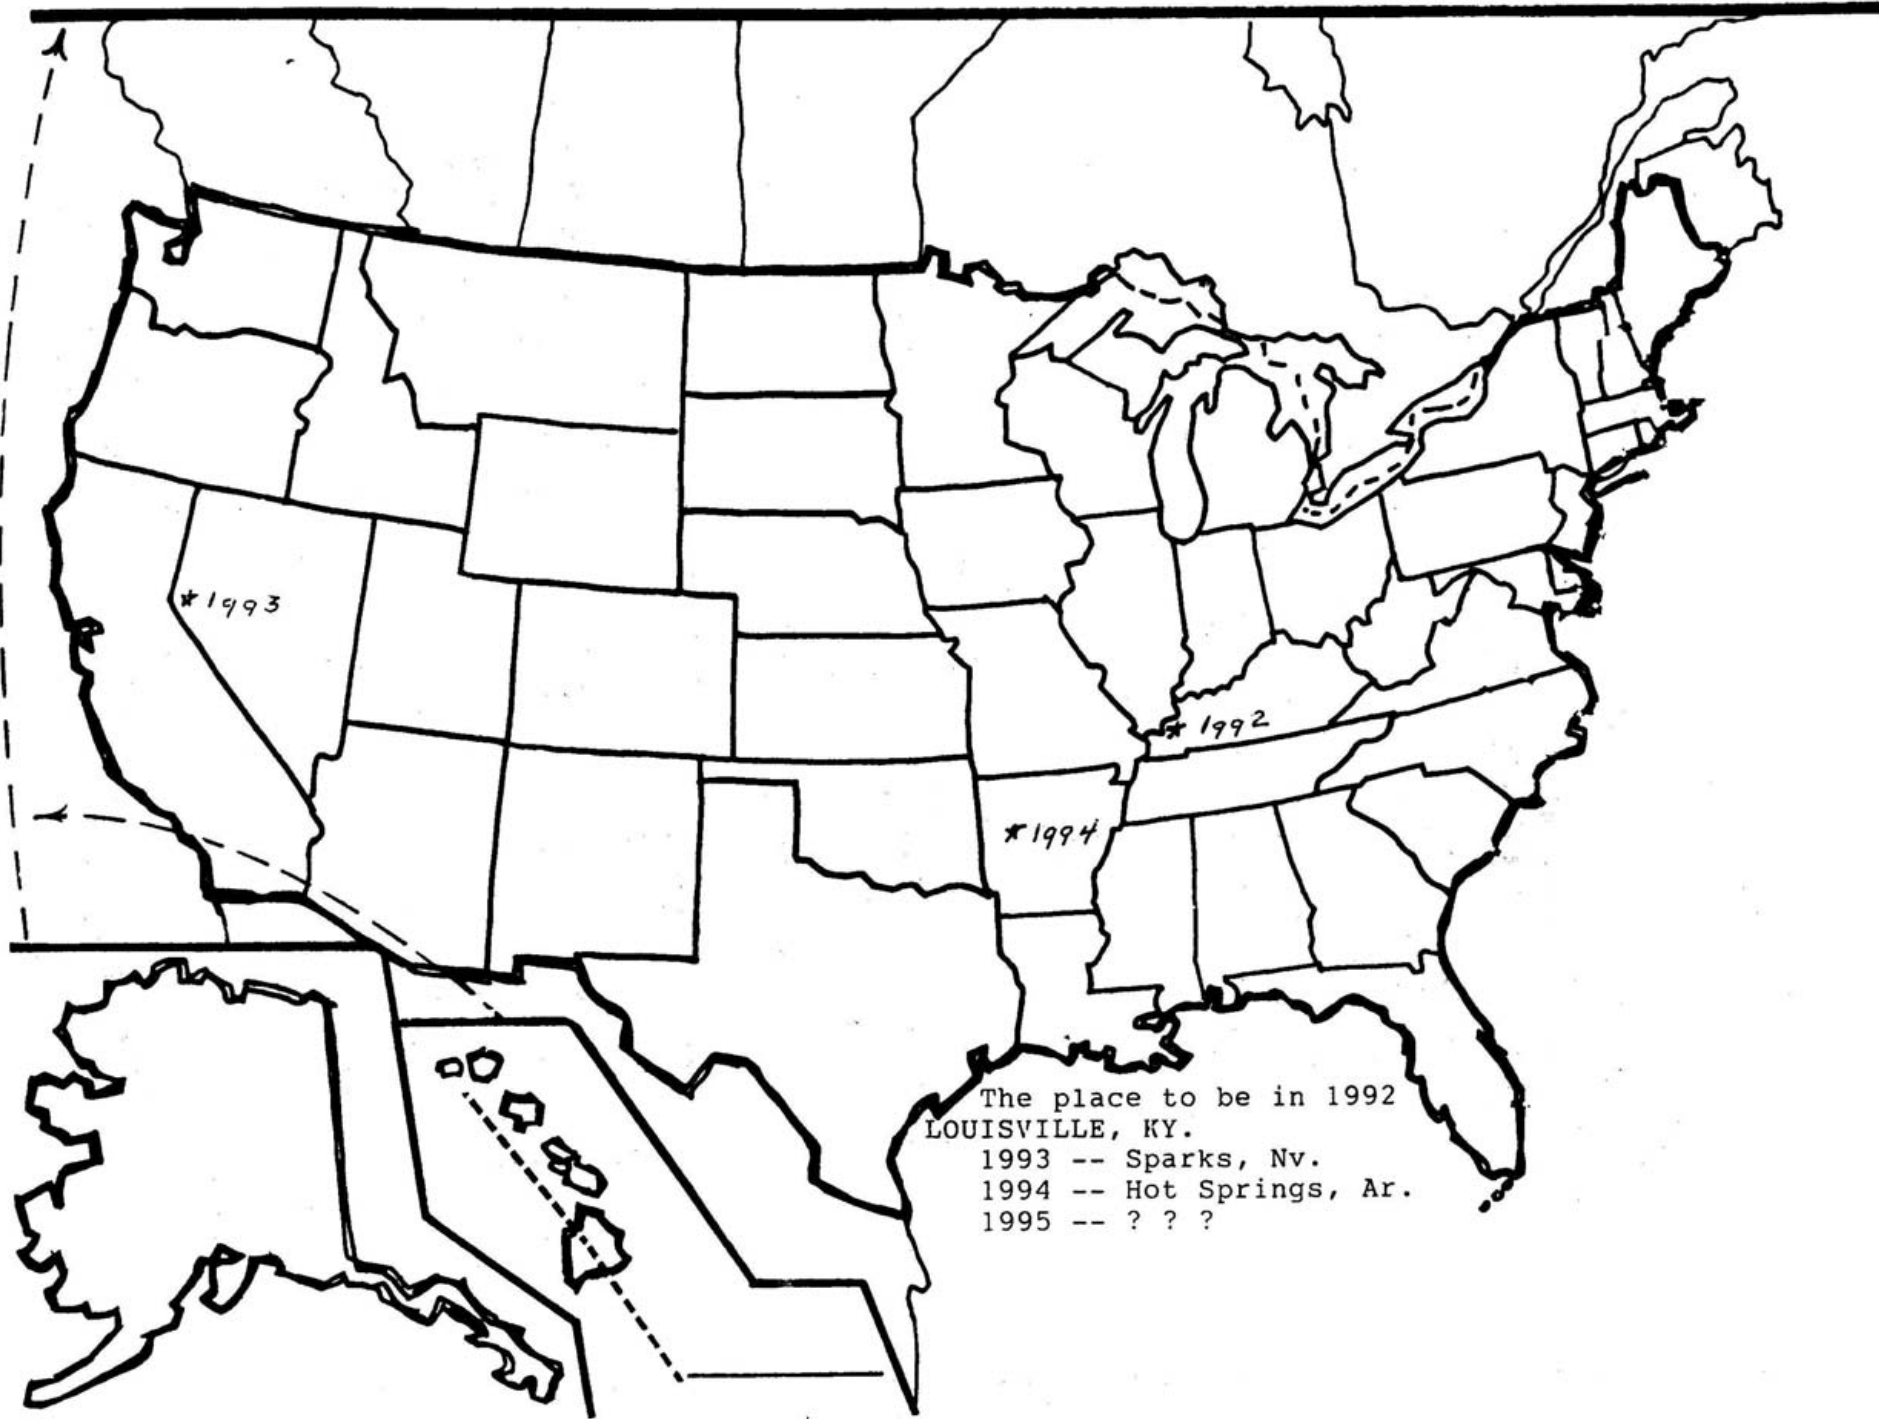 *1993
* 1992
*1994
The place to be in 1992
LOUISVILLE, KY.
1993 -- Sparks, Nv.
1994 -- Hot Springs, Ar.
1995 -- ? ? ?